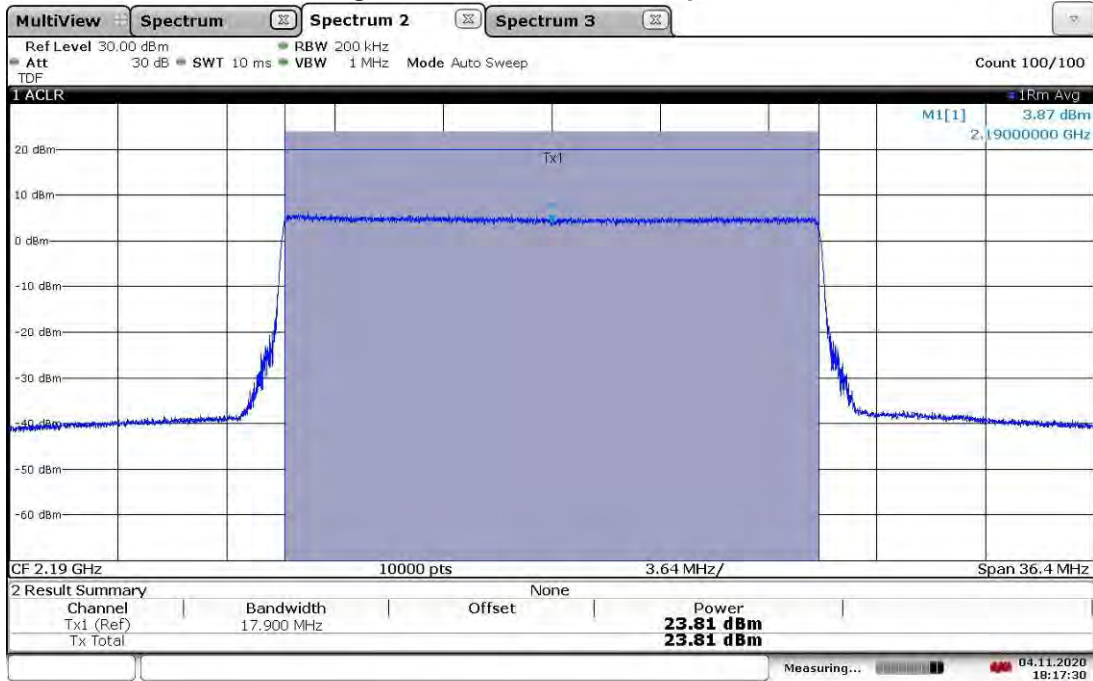 MultiView Spectrum Spectrum 2 Spectrum 3
Ref Level 30.00 dBm RBW 200 kHz
Att 30 dB SWT 10 ms VBW 1 MHz Mode Auto Sweep Count 100/100
TDF
1 ACLR 1Rm Avg
M1[1] 3.87 dBm
2.19000000 GHz
20 dBm
Tx1
10 dBm
0 dBm
-10 dBm
-20 dBm
-30 dBm
-40 dBm
-50 dBm
-60 dBm
CF 2.19 GHz 10000 pts 3.64 MHz/ Span 36.4 MHz
2 Result Summary None
Channel Bandwidth Offset Power
Tx1 (Ref) 17.900 MHz 23.81 dBm
Tx Total 23.81 dBm
Measuring... 04.11.2020
18:17:30